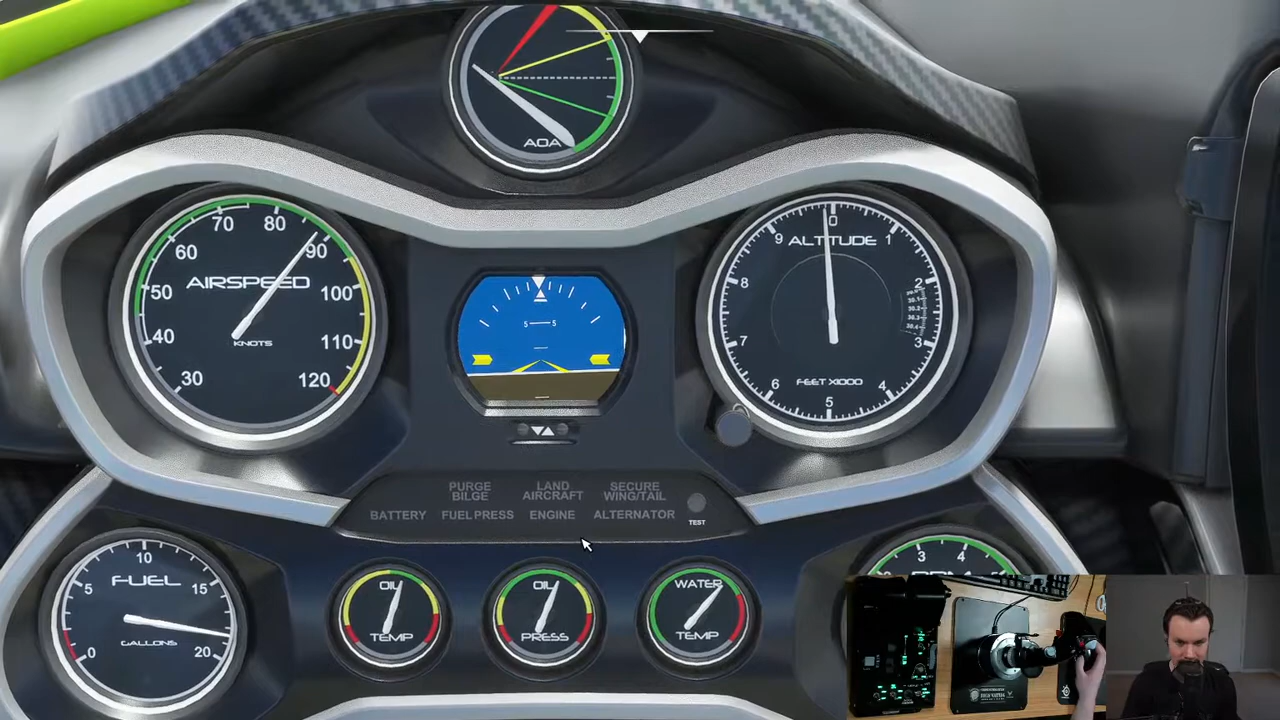 AOA
70 80
60 90
50 100
40 110
30 120
AIRSPEED
KNOTS
5 5
0
9 1
8 2
7 3
6 4
5
ALTITUDE
FEET X1000
PURGE
BILGE
LAND
AIRCRAFT
SECURE
WING/TAIL
BATTERY FUEL PRESS ENGINE ALTERNATOR
TEST
10
5 15
0 20
FUEL
GALLONS
OIL
TEMP
OIL
PRESS
WATER
TEMP
3 4